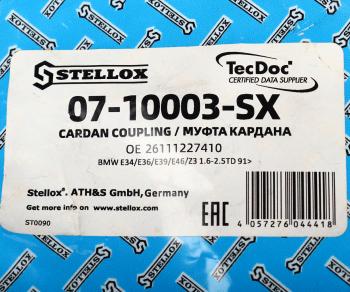 STELLOX
TecDoc
CERTIFIED DATA SUPPLIER
07-10003-SX
CARDAN COUPLING / МУФТА КАРДАНА
OE 26111227410
BMW E34/E36/E39/E46/Z3 1.6-2.5TD 91>
Stellox® ATH&S GmbH, Germany
Get more info on www.stellox.com
ST0090
EAC
4 057276 044418